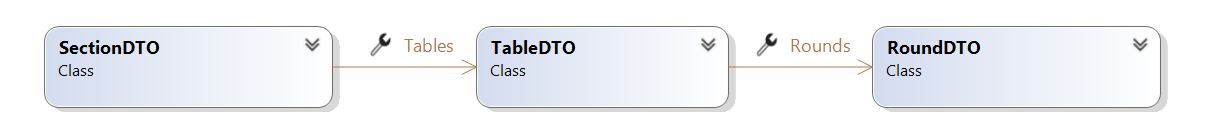 SectionDTO
Class
Tables
TableDTO
Class
Rounds
RoundDTO
Class